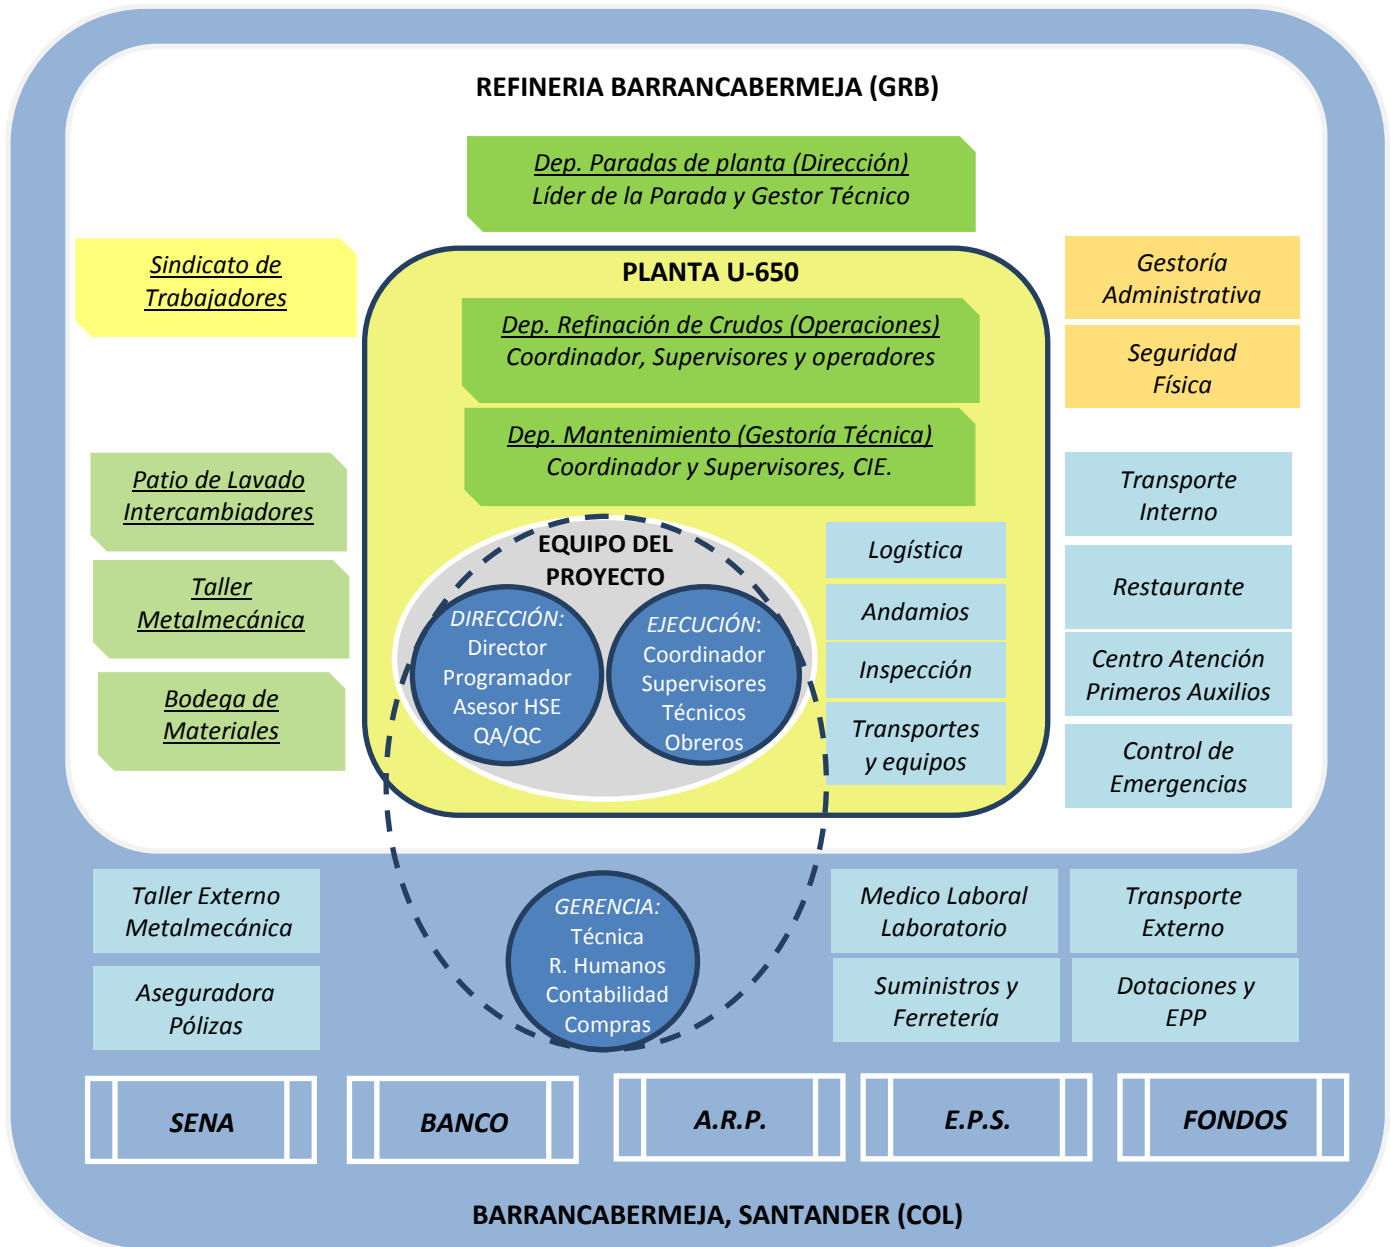 REFINERIA BARRANCABERMEJA (GRB)
Dep. Paradas de planta (Dirección)
Líder de la Parada y Gestor Técnico
Sindicato de
Trabajadores
PLANTA U-650
Gestoría
Administrativa
Dep. Refinación de Crudos (Operaciones)
Coordinador, Supervisores y operadores
Seguridad
Física
Dep. Mantenimiento (Gestoría Técnica)
Coordinador y Supervisores, CIE.
Patio de Lavado
Intercambiadores
Transporte
Interno
EQUIPO DEL
PROYECTO
Logística
Taller
Metalmecánica
DIRECCIÓN:
Director
Programador
Asesor HSE
QA/QC
EJECUCIÓN:
Coordinador
Supervisores
Técnicos
Obreros
Andamios
Restaurante
Inspección
Centro Atención
Primeros Auxilios
Bodega de
Materiales
Transportes
y equipos
Control de
Emergencias
Taller Externo
Metalmecánica
GERENCIA:
Técnica
R. Humanos
Contabilidad
Compras
Medico Laboral
Laboratorio
Transporte
Externo
Aseguradora
Pólizas
Suministros y
Ferretería
Dotaciones y
EPP
SENA
BANCO
A.R.P.
E.P.S.
FONDOS
BARRANCABERMEJA, SANTANDER (COL)